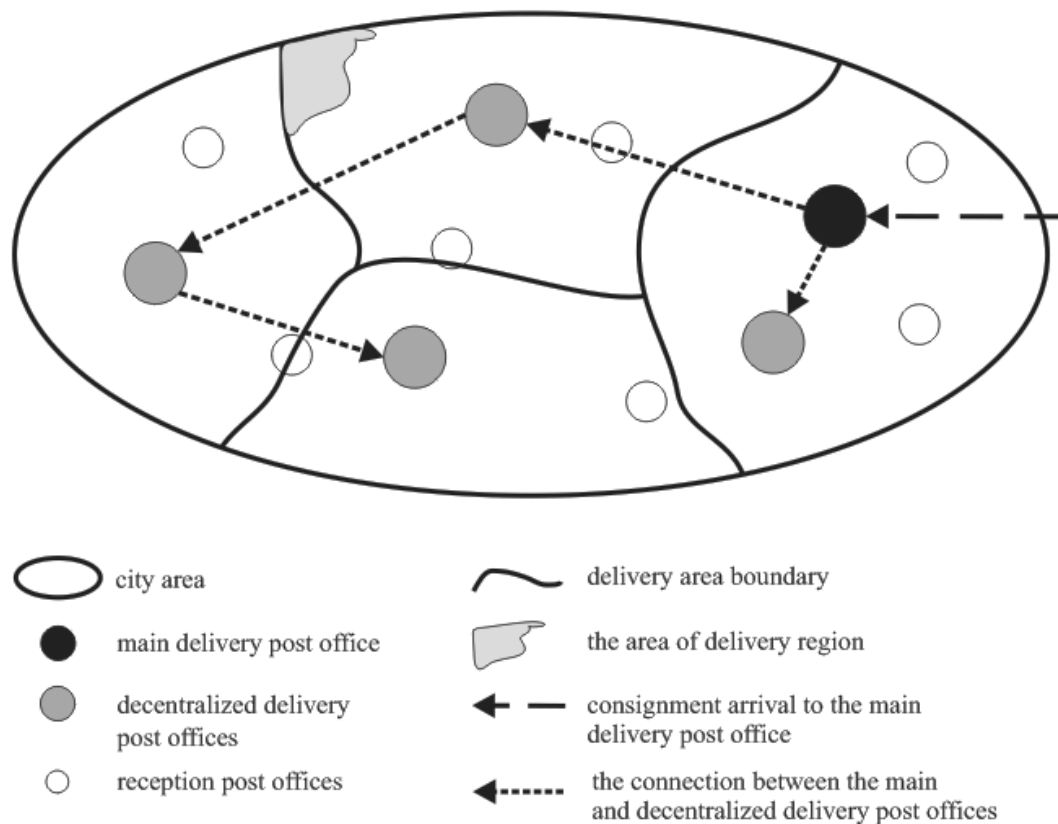 city area
delivery area boundary
main delivery post office
the area of delivery region
decentralized delivery
post offices
consignment arrival to the main
delivery post office
reception post offices
the connection between the main
and decentralized delivery post offices